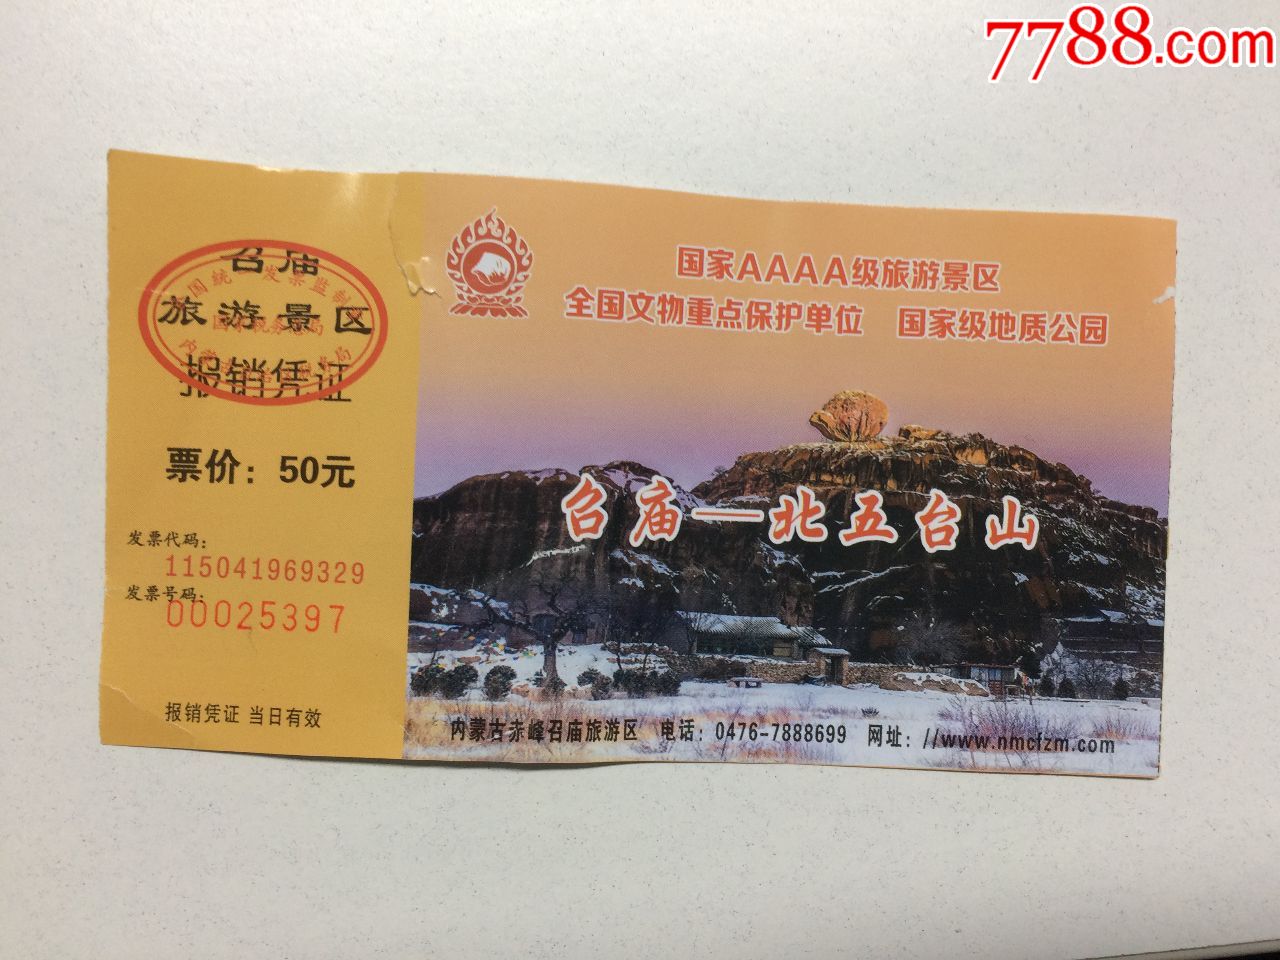 7788.com
召庙
旅游景区
报销凭证
票价：50元
发票代码：
115041969329
发票号码：
00025397
报销凭证 当日有效
国家AAAA级旅游景区
全国文物重点保护单位 国家级地质公园
召庙—北五台山
内蒙古赤峰召庙旅游区 电话：0476-7888699 网址：//www.nmcfzm.com